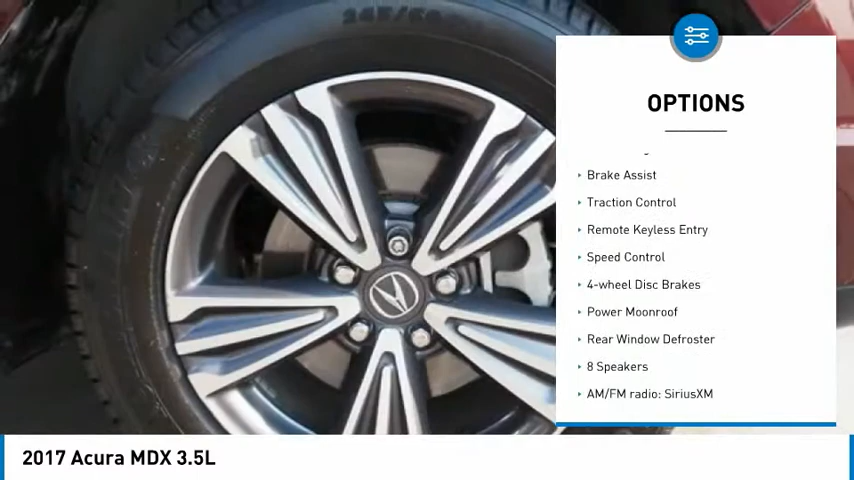 OPTIONS
Brake Assist
Traction Control
Remote Keyless Entry
Speed Control
4-wheel Disc Brakes
Power Moonroof
Rear Window Defroster
8 Speakers
AM/FM radio: SiriusXM
2017 Acura MDX 3.5L